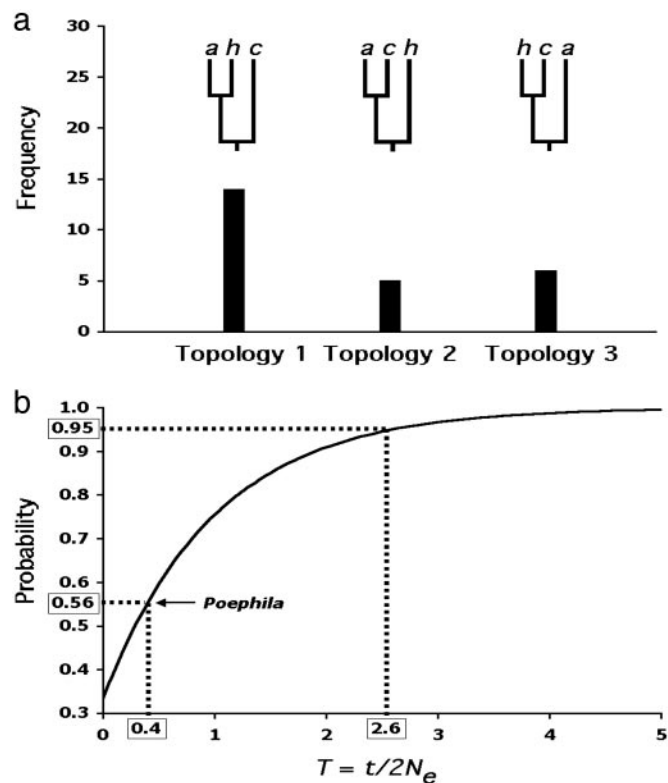 a
30
25
20
15
10
5
0
Frequency
a h c
a c h
h c a
Topology 1 Topology 2 Topology 3
b
1.0
0.95
0.9
0.8
0.7
0.6
0.56
0.5
0.4
0.3
Probability
Poephila
0 0.4 1 2 2.6 3 4 5
T = t/2Ne